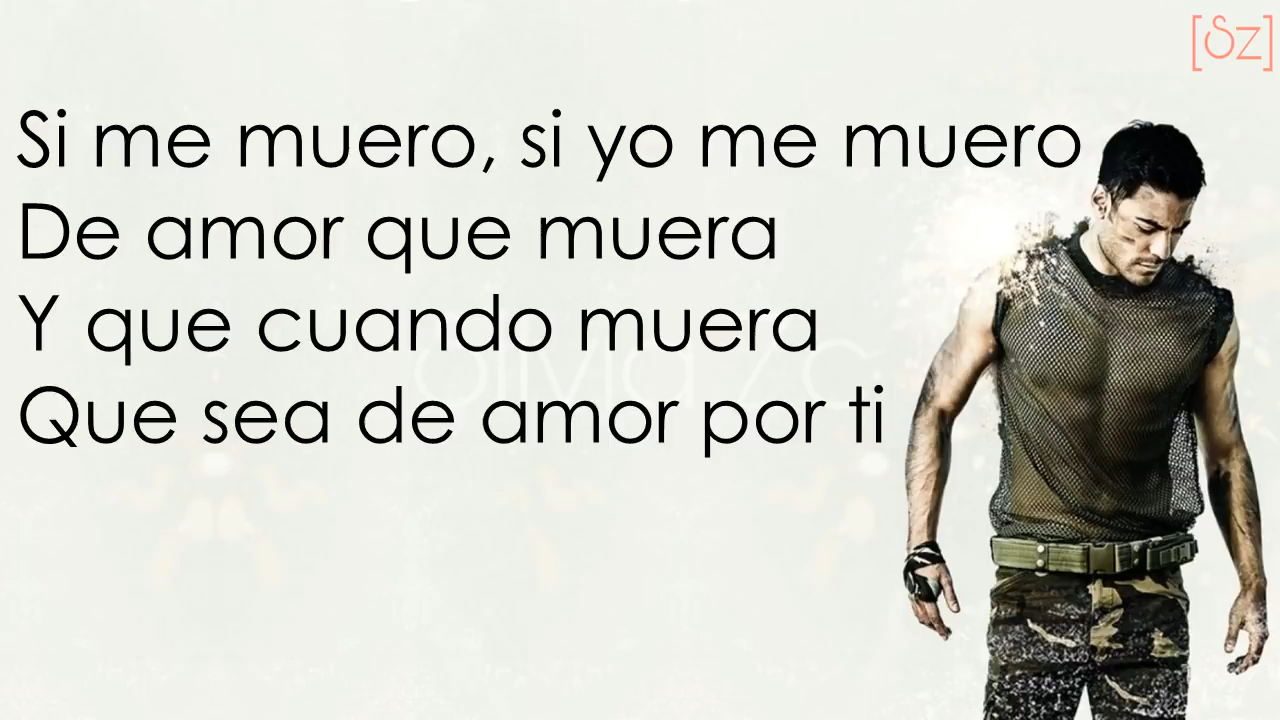 [SZ]
Si me muero, si yo me muero
De amor que muera
Y que cuando muera
Que sea de amor por ti